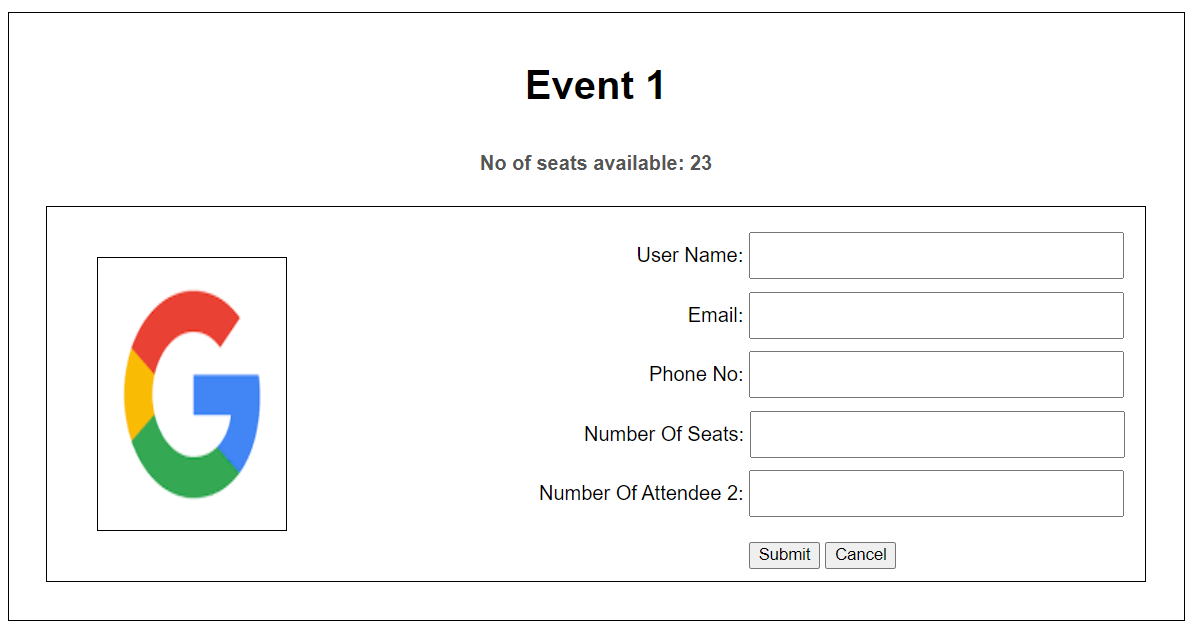 Event 1
No of seats available: 23
User Name:
Email:
Phone No:
Number Of Seats:
Number Of Attendee 2:
Submit Cancel